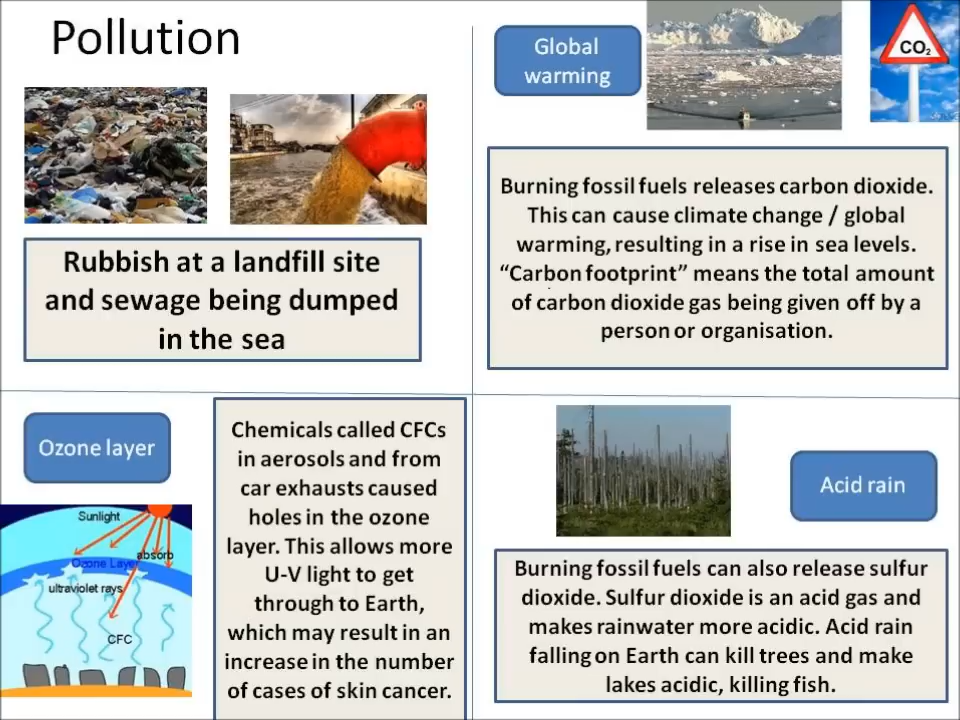 Pollution
Rubbish at a landfill site
and sewage being dumped
in the sea
Global
warming
CO₂
Burning fossil fuels releases carbon dioxide.
This can cause climate change / global
warming, resulting in a rise in sea levels.
“Carbon footprint” means the total amount
of carbon dioxide gas being given off by a
person or organisation.
Ozone layer
Sunlight
absorb
Ozone Layer
ultraviolet rays
CFC
Chemicals called CFCs
in aerosols and from
car exhausts caused
holes in the ozone
layer. This allows more
U-V light to get
through to Earth,
which may result in an
increase in the number
of cases of skin cancer.
Acid rain
Burning fossil fuels can also release sulfur
dioxide. Sulfur dioxide is an acid gas and
makes rainwater more acidic. Acid rain
falling on Earth can kill trees and make
lakes acidic, killing fish.